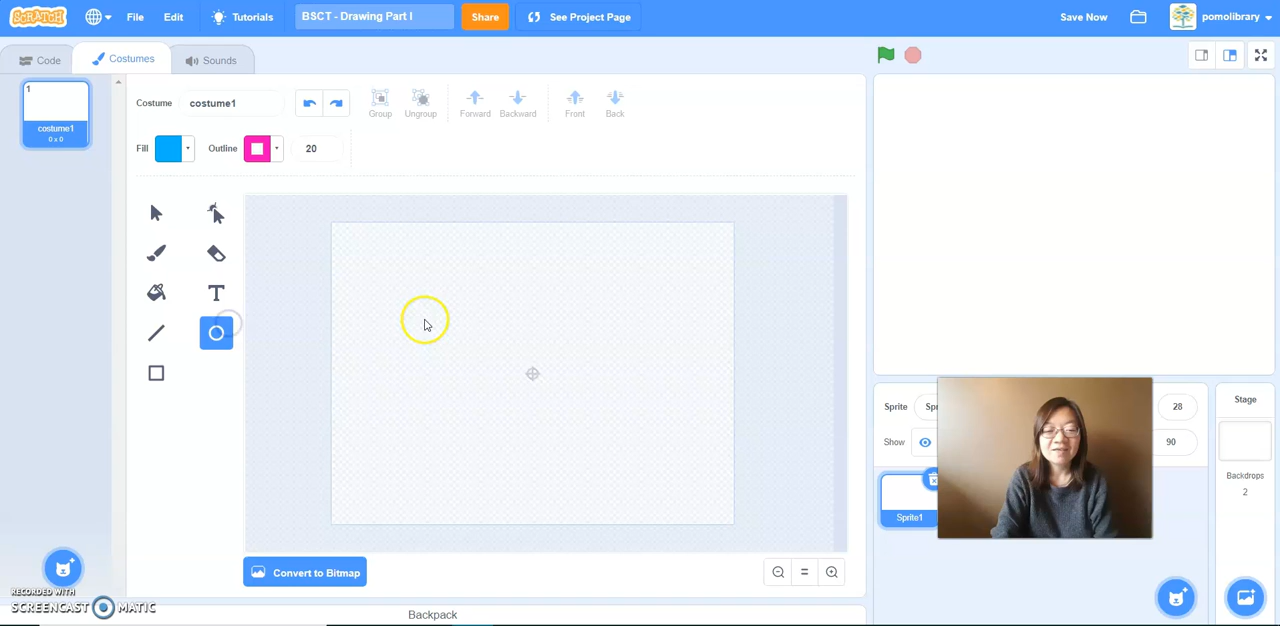 SCRATCH File Edit Tutorials BSCT - Drawing Part I Share See Project Page Save Now pomolibrary
Code Costumes Sounds
1
costume1
0 x 0
Costume costume1 Group Ungroup Forward Backward Front Back
Fill Outline 20
T
Convert to Bitmap
Backpack
Sprite Spr 28
Show 90
Sprite1
Stage
Backdrops
2
RECORDED WITH
SCREENCAST MATIC